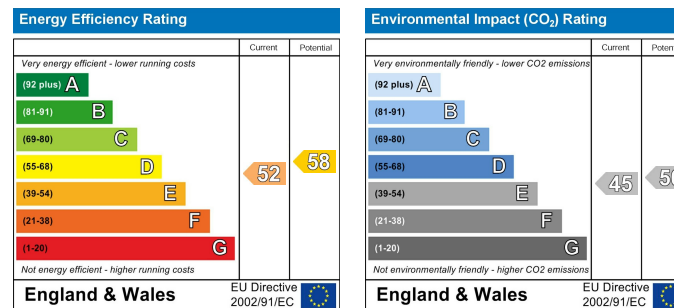 Energy Efficiency Rating
Current Potential
Very energy efficient - lower running costs
(92 plus) A
(81-91) B
(69-80) C
(55-68) D
(39-54) E
(21-38) F
(1-20) G
52
58
Not energy efficient - higher running costs
England & Wales
EU Directive
2002/91/EC
Environmental Impact (CO2) Rating
Current
Very environmentally friendly - lower CO2 emissions
(92 plus) A
(81-91) B
(69-80) C
(55-68) D
(39-54) E
(21-38) F
(1-20) G
45
Not environmentally friendly - higher CO2 emissions
England & Wales
EU Directive
2002/91/EC